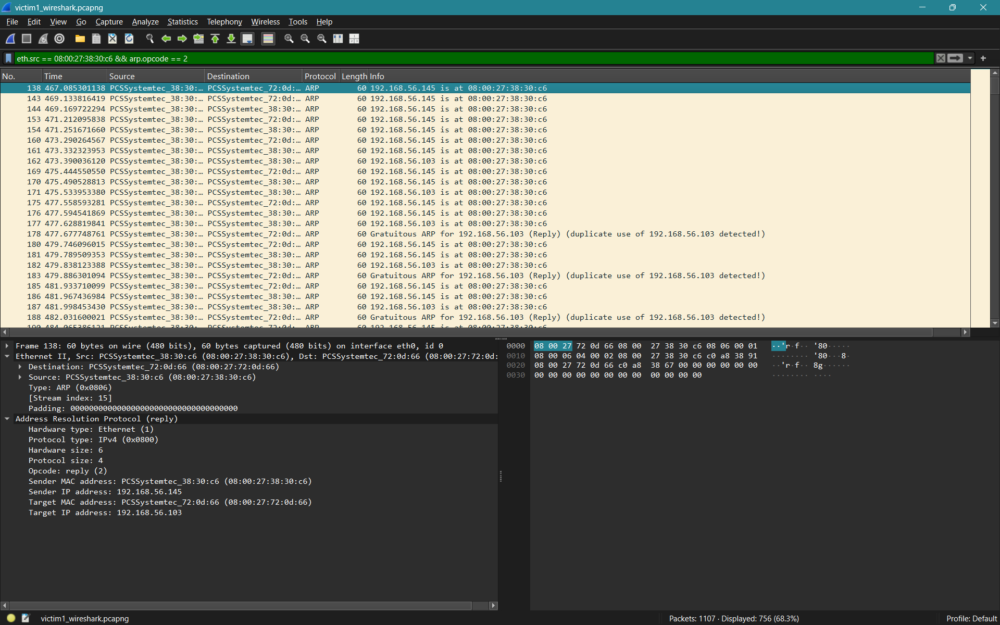 victim1_wireshark.pcapng
File Edit View Go Capture Analyze Statistics Telephony Wireless Tools Help
eth.src == 08:00:27:38:30:c6 && arp.opcode == 2
No. Time Source Destination Protocol Length Info
138 467.085301138 PCSSystemtec_38:30:… PCSSystemtec_72:0d:… ARP 60 192.168.56.145 is at 08:00:27:38:30:c6
143 469.133816419 PCSSystemtec_38:30:… PCSSystemtec_72:0d:… ARP 60 192.168.56.145 is at 08:00:27:38:30:c6
144 469.169722294 PCSSystemtec_38:30:… PCSSystemtec_38:30:… ARP 60 192.168.56.145 is at 08:00:27:38:30:c6
153 471.212095838 PCSSystemtec_38:30:… PCSSystemtec_72:0d:… ARP 60 192.168.56.145 is at 08:00:27:38:30:c6
154 471.251671660 PCSSystemtec_38:30:… PCSSystemtec_38:30:… ARP 60 192.168.56.145 is at 08:00:27:38:30:c6
160 473.290264567 PCSSystemtec_38:30:… PCSSystemtec_72:0d:… ARP 60 192.168.56.145 is at 08:00:27:38:30:c6
161 473.332323953 PCSSystemtec_38:30:… PCSSystemtec_38:30:… ARP 60 192.168.56.145 is at 08:00:27:38:30:c6
162 473.390036120 PCSSystemtec_38:30:… PCSSystemtec_38:30:… ARP 60 192.168.56.103 is at 08:00:27:38:30:c6
169 475.444550550 PCSSystemtec_38:30:… PCSSystemtec_72:0d:… ARP 60 192.168.56.145 is at 08:00:27:38:30:c6
170 475.490528813 PCSSystemtec_38:30:… PCSSystemtec_38:30:… ARP 60 192.168.56.145 is at 08:00:27:38:30:c6
171 475.533953380 PCSSystemtec_38:30:… PCSSystemtec_38:30:… ARP 60 192.168.56.103 is at 08:00:27:38:30:c6
175 477.558593281 PCSSystemtec_38:30:… PCSSystemtec_72:0d:… ARP 60 192.168.56.145 is at 08:00:27:38:30:c6
176 477.594541869 PCSSystemtec_38:30:… PCSSystemtec_38:30:… ARP 60 192.168.56.145 is at 08:00:27:38:30:c6
177 477.628819841 PCSSystemtec_38:30:… PCSSystemtec_38:30:… ARP 60 192.168.56.103 is at 08:00:27:38:30:c6
178 477.677748761 PCSSystemtec_38:30:… PCSSystemtec_72:0d:… ARP 60 Gratuitous ARP for 192.168.56.103 (Reply) (duplicate use of 192.168.56.103 detected!)
180 479.746096015 PCSSystemtec_38:30:… PCSSystemtec_72:0d:… ARP 60 192.168.56.145 is at 08:00:27:38:30:c6
181 479.789509353 PCSSystemtec_38:30:… PCSSystemtec_38:30:… ARP 60 192.168.56.145 is at 08:00:27:38:30:c6
182 479.838123388 PCSSystemtec_38:30:… PCSSystemtec_38:30:… ARP 60 192.168.56.103 is at 08:00:27:38:30:c6
183 479.886301094 PCSSystemtec_38:30:… PCSSystemtec_72:0d:… ARP 60 Gratuitous ARP for 192.168.56.103 (Reply) (duplicate use of 192.168.56.103 detected!)
185 481.933710099 PCSSystemtec_38:30:… PCSSystemtec_72:0d:… ARP 60 192.168.56.145 is at 08:00:27:38:30:c6
186 481.967436984 PCSSystemtec_38:30:… PCSSystemtec_38:30:… ARP 60 192.168.56.145 is at 08:00:27:38:30:c6
187 481.998453430 PCSSystemtec_38:30:… PCSSystemtec_38:30:… ARP 60 192.168.56.103 is at 08:00:27:38:30:c6
188 482.031600021 PCSSystemtec_38:30:… PCSSystemtec_72:0d:… ARP 60 Gratuitous ARP for 192.168.56.103 (Reply) (duplicate use of 192.168.56.103 detected!)
Frame 138: 60 bytes on wire (480 bits), 60 bytes captured (480 bits) on interface eth0, id 0
Ethernet II, Src: PCSSystemtec_38:30:c6 (08:00:27:38:30:c6), Dst: PCSSystemtec_72:0d:66 (08:00:27:72:0d:
Destination: PCSSystemtec_72:0d:66 (08:00:27:72:0d:66)
Source: PCSSystemtec_38:30:c6 (08:00:27:38:30:c6)
Type: ARP (0x0806)
[Stream index: 15]
Padding: 000000000000000000000000000000000000
Address Resolution Protocol (reply)
Hardware type: Ethernet (1)
Protocol type: IPv4 (0x0800)
Hardware size: 6
Protocol size: 4
Opcode: reply (2)
Sender MAC address: PCSSystemtec_38:30:c6 (08:00:27:38:30:c6)
Sender IP address: 192.168.56.145
Target MAC address: PCSSystemtec_72:0d:66 (08:00:27:72:0d:66)
Target IP address: 192.168.56.103
0000 08 00 27 72 0d 66 08 00 27 38 30 c6 08 06 00 01 ··'r·f·· '80·····
0010 08 00 06 04 00 02 08 00 27 38 30 c6 c0 a8 38 91 ········ '80···8·
0020 08 00 27 72 0d 66 c0 a8 38 67 00 00 00 00 00 00 ··'r·f·· 8g······
0030 00 00 00 00 00 00 00 00 00 00 00 00 ········ ····
victim1_wireshark.pcapng
Packets: 1107 · Displayed: 756 (68.3%)
Profile: Default